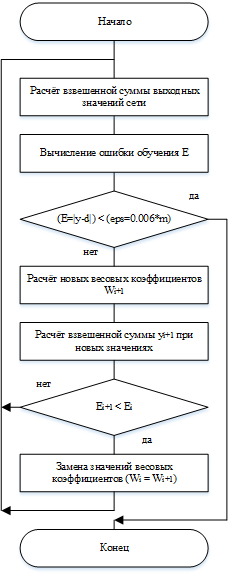 Начало
Расчёт взвешенной суммы выходных
значений сети
Вычисление ошибки обучения E
да
(E=|y-d|) < (eps=0.006*m)
нет
Расчёт новых весовых коэффициентов
Wi+1
Расчёт взвешенной суммы yi+1 при
новых значениях
нет
Ei+1 < Ei
да
Замена значений весовых
коэффициентов (Wi = Wi+1)
Конец